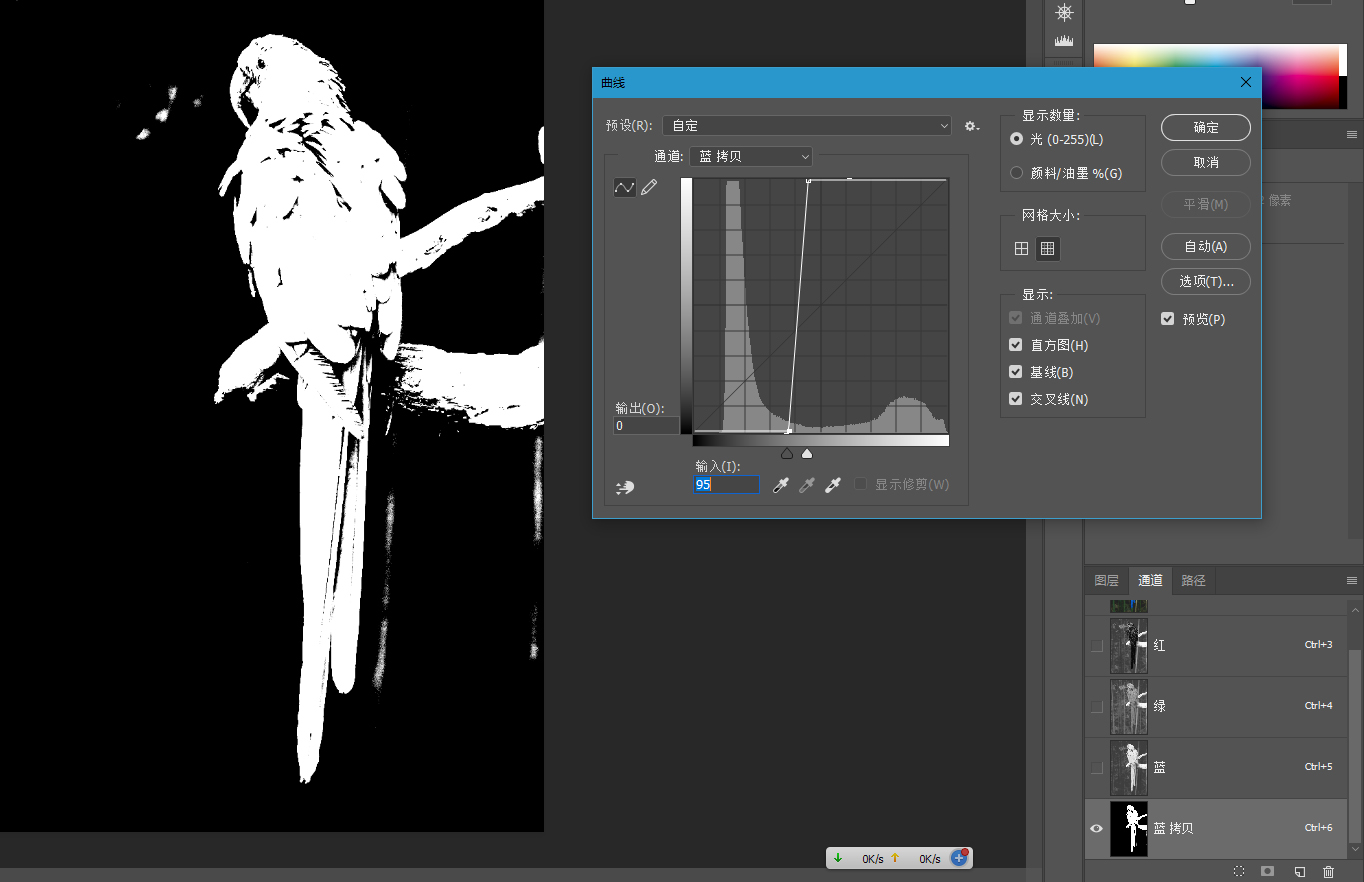 曲线
预设(R): 自定
通道: 蓝 拷贝
输出(O):
0
输入(I):
95
显示修剪(W)
显示数量:
光 (0-255)(L)
颜料/油墨 %(G)
网格大小:
显示:
通道叠加(V)
直方图(H)
基线(B)
交叉线(N)
确定
取消
平滑(M)
自动(A)
选项(T)...
预览(P)
像素
图层 通道 路径
红 Ctrl+3
绿 Ctrl+4
蓝 Ctrl+5
蓝 拷贝 Ctrl+6
0K/s 0K/s